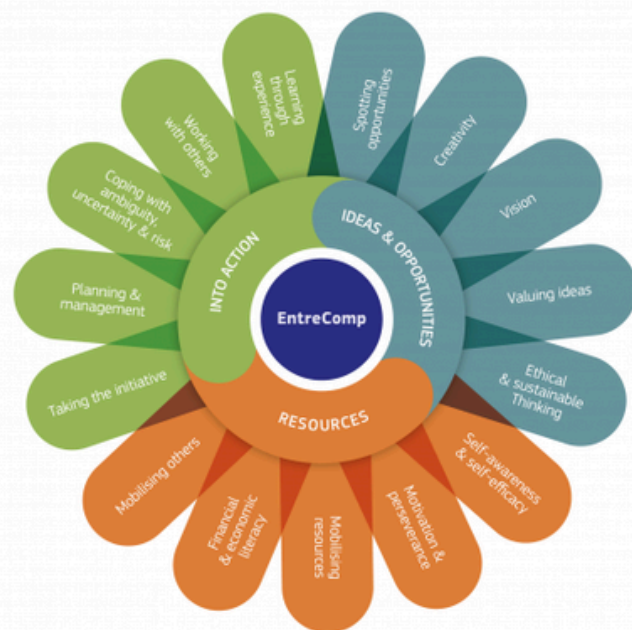 EntreComp
IDEAS & OPPORTUNITIES
Spotting
opportunities
Creativity
Vision
Valuing ideas
Ethical
& sustainable
Thinking
RESOURCES
Self-awareness
& self-efficacy
Motivation &
perseverance
Mobilising
resources
Financial
& economic
literacy
Mobilising others
INTO ACTION
Taking the initiative
Planning &
management
Coping with
ambiguity,
uncertainty & risk
Working
with others
Learning
through
experience